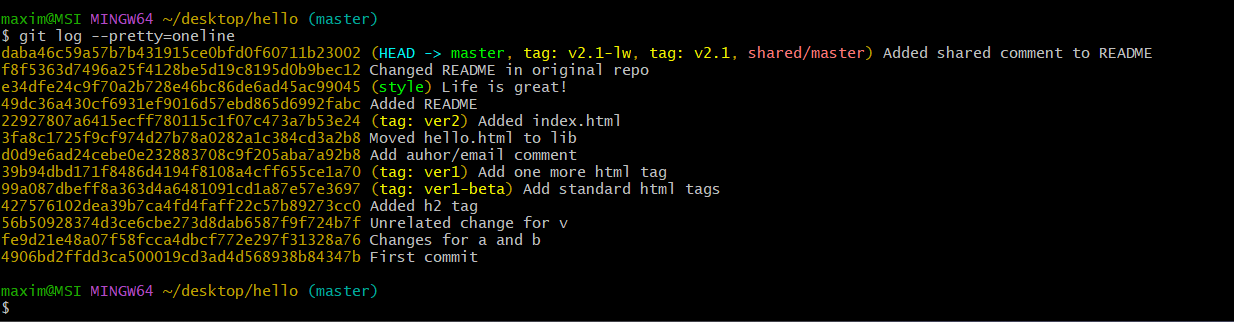 maxim@MSI MINGW64 ~/desktop/hello (master)
$ git log --pretty=oneline
daba46c59a57b7b431915ce0bfd0f60711b23002 (HEAD -> master, tag: v2.1-lw, tag: v2.1, shared/master) Added shared comment to README
f8f5363d7496a25f4128be5d19c8195d0b9bec12 Changed README in original repo
e34dfe24c9f70a2b728e46bc86de6ad45ac99045 (style) Life is great!
49dc36a430cf6931ef9016d57ebd865d6992fabc Added README
22927807a6415ecff780115c1f07c473a7b53e24 (tag: ver2) Added index.html
3fa8c1725f9cf974d27b78a0282a1c384cd3a2b8 Moved hello.html to lib
d0d9e6ad24cebe0e232883708c9f205aba7a92b8 Add auhor/email comment
39b94dbd171f8486d4194f8108a4cff655ce1a70 (tag: ver1) Add one more html tag
99a087dbeff8a363d4a6481091cd1a87e57e3697 (tag: ver1-beta) Add standard html tags
427576102dea39b7ca4fd4faff22c57b89273cc0 Added h2 tag
56b50928374d3ce6cbe273d8dab6587f9f724b7f Unrelated change for v
fe9d21e48a07f58fcca4dbcf772e297f31328a76 Changes for a and b
4906bd2ffdd3ca500019cd3ad4d568938b84347b First commit
maxim@MSI MINGW64 ~/desktop/hello (master)
$